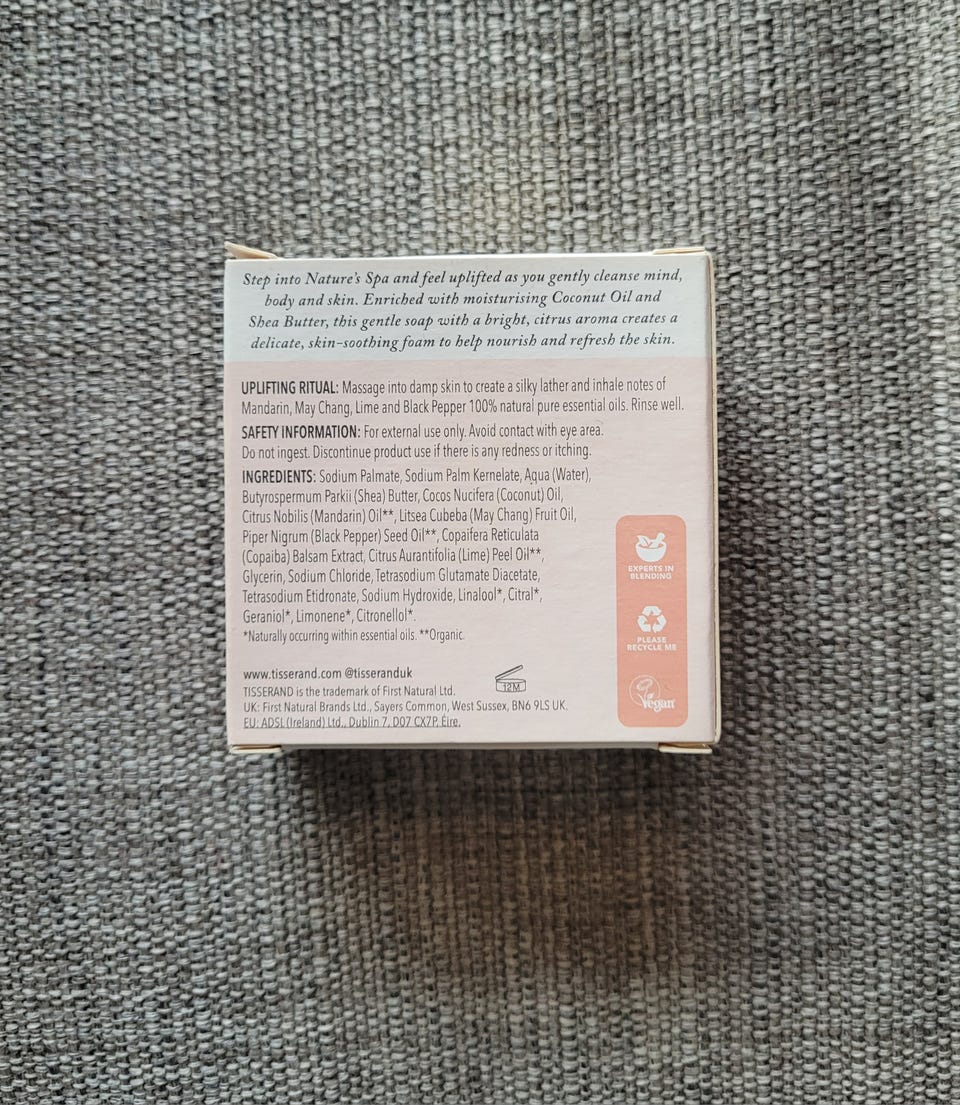 Step into Nature's Spa and feel uplifted as you gently cleanse mind,
body and skin. Enriched with moisturising Coconut Oil and
Shea Butter, this gentle soap with a bright, citrus aroma creates a
delicate, skin-soothing foam to help nourish and refresh the skin.
UPLIFTING RITUAL: Massage into damp skin to create a silky lather and inhale notes of
Mandarin, May Chang, Lime and Black Pepper 100% natural pure essential oils. Rinse well.
SAFETY INFORMATION: For external use only. Avoid contact with eye area.
Do not ingest. Discontinue product use if there is any redness or itching.
INGREDIENTS: Sodium Palmate, Sodium Palm Kernelate, Aqua (Water),
Butyrospermum Parkii (Shea) Butter, Cocos Nucifera (Coconut) Oil,
Citrus Nobilis (Mandarin) Oil**, Litsea Cubeba (May Chang) Fruit Oil,
Piper Nigrum (Black Pepper) Seed Oil**, Copaifera Reticulata
(Copaiba) Balsam Extract, Citrus Aurantifolia (Lime) Peel Oil**,
Glycerin, Sodium Chloride, Tetrasodium Glutamate Diacetate,
Tetrasodium Etidronate, Sodium Hydroxide, Linalool*, Citral*,
Geraniol*, Limonene*, Citronellol*.
*Naturally occurring within essential oils. **Organic.
www.tisserand.com @tisseranduk
TISSERAND is the trademark of First Natural Ltd.
UK: First Natural Brands Ltd., Sayers Common, West Sussex, BN6 9LS UK.
EU: ADSL (Ireland) Ltd., Dublin 7, D07 CX7P, Éire.
12M
EXPERTS IN
BLENDING
PLEASE
RECYCLE ME
Vegan